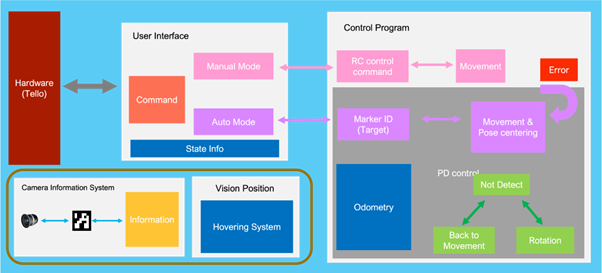 Hardware
(Tello)
User Interface
Command
Manual Mode
Auto Mode
State Info
Control Program
RC control
command
Movement
Error
Marker ID
(Target)
Movement &
Pose centering
Odometry
PD control
Not Detect
Back to
Movement
Rotation
Camera Information System
Information
Vision Position
Hovering System